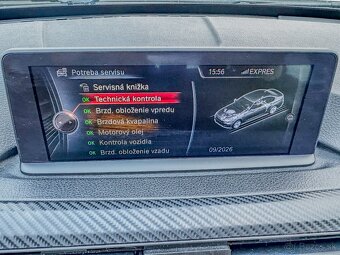 Potreba servisu
15:56
EXPRES
Servisná knižka
OK Technická kontrola
OK Brzd. obloženie vpredu
OK Brzdová kvapalina
OK Motorový olej
OK Kontrola vozidla
OK Brzd. obloženie vzadu
09/2026